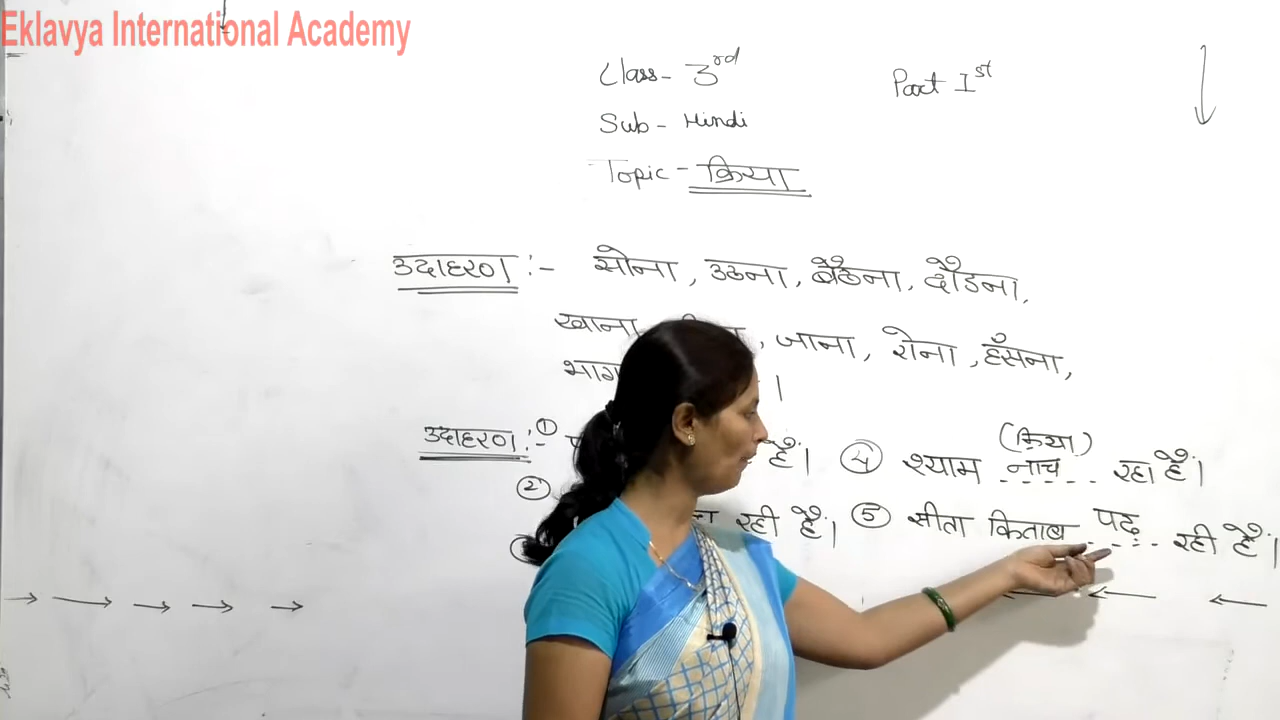 Eklavya International Academy
Class- 3rd
Part Ist
Sub- Hindi
Topic- क्रिया
उदाहरण :- सोना, उठना, बैठना, दौडना,
खाना, जाना, रोना, हँसना,
भाग ।
(क्रिया)
उदाहरण :- ① हैं। ④ श्याम नाच रहा हैं।
② रही हैं। ⑤ सीता किताब पढ़ रही हैं।